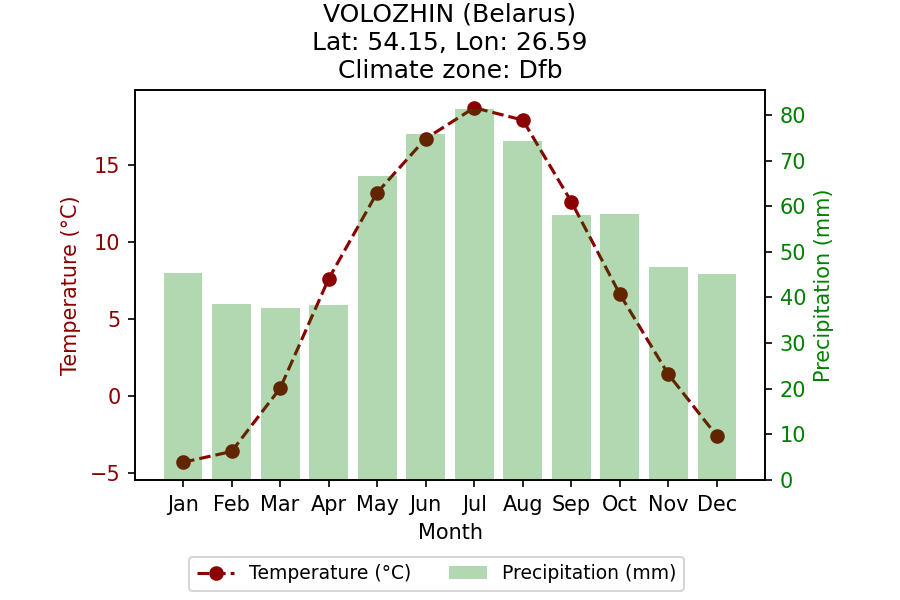 VOLOZHIN (Belarus)
Lat: 54.15, Lon: 26.59
Climate zone: Dfb
Temperature (°C)
15
10
5
0
−5
80
70
60
50
40
30
20
10
0
Precipitation (mm)
Jan Feb Mar Apr May Jun Jul Aug Sep Oct Nov Dec
Month
Temperature (°C) Precipitation (mm)